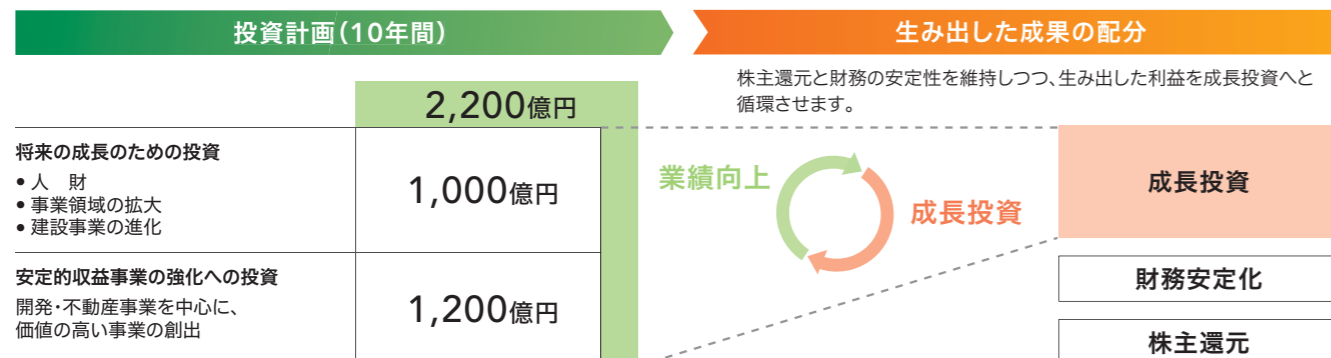 投資計画(10年間)
生み出した成果の配分
株主還元と財務の安定性を維持しつつ、生み出した利益を成長投資へと
循環させます。
2,200億円
将来の成長のための投資
• 人　財
• 事業領域の拡大
• 建設事業の進化
1,000億円
安定的収益事業の強化への投資
開発・不動産事業を中心に、
価値の高い事業の創出
1,200億円
業績向上
成長投資
成長投資
財務安定化
株主還元